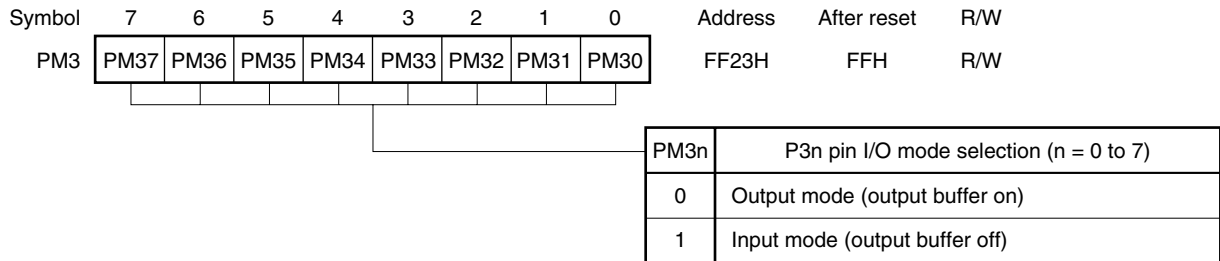 Symbol 7 6 5 4 3 2 1 0 Address After reset R/W
PM3 PM37 PM36 PM35 PM34 PM33 PM32 PM31 PM30 FF23H FFH R/W
PM3n P3n pin I/O mode selection (n = 0 to 7)
0 Output mode (output buffer on)
1 Input mode (output buffer off)